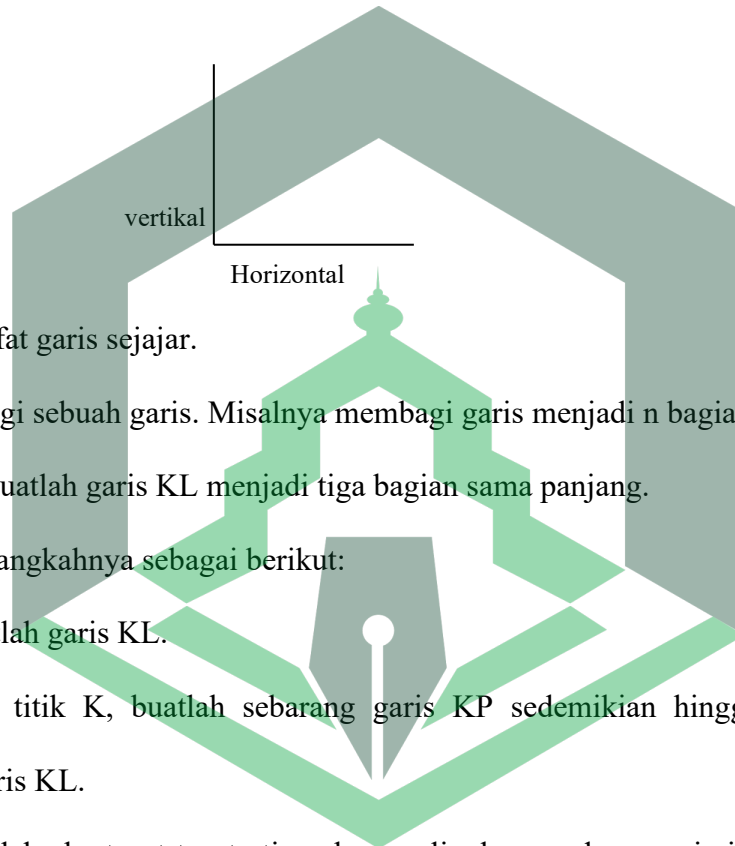 vertikal
Horizontal
fat garis sejajar.
gi sebuah garis. Misalnya membagi garis menjadi n bagia
uatlah garis KL menjadi tiga bagian sama panjang.
angkahnya sebagai berikut:
lah garis KL.
titik K, buatlah sebarang garis KP sedemikian hingg
ris KL.